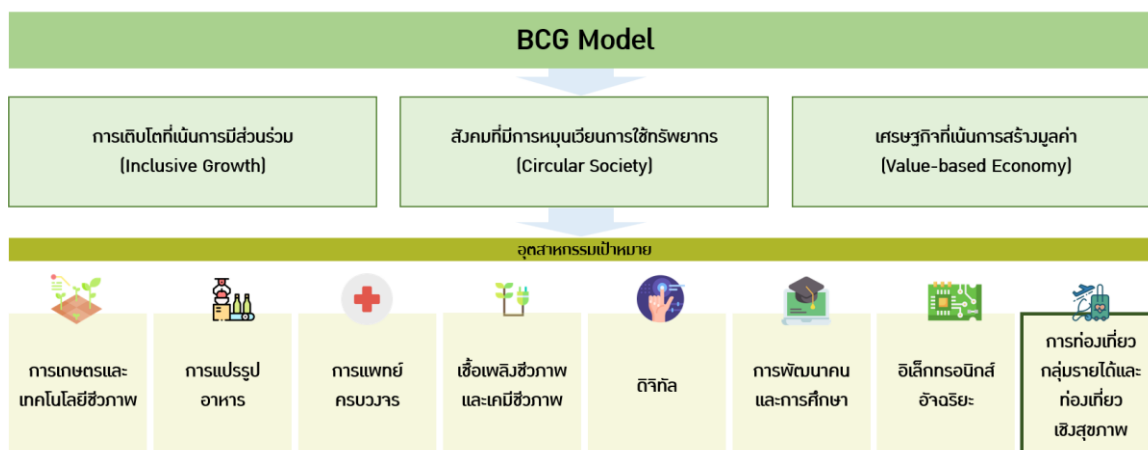 BCG Model
การเติบโตที่เน้นการมีส่วนร่วม
(Inclusive Growth)
สังคมที่มีการหมุนเวียนการใช้ทรัพยากร
(Circular Society)
เศรษฐกิจที่เน้นการสร้างมูลค่า
(Value-based Economy)
อุตสาหกรรมเป้าหมาย
การเกษตรและ
เทคโนโลยีชีวภาพ
การแปรรูป
อาหาร
การแพทย์
ครบวงจร
เชื้อเพลิงชีวภาพ
และเคมีชีวภาพ
ดิจิทัล
การพัฒนาคน
และการศึกษา
อิเล็กทรอนิกส์
อัจฉริยะ
การท่องเที่ยว
กลุ่มรายได้และ
ท่องเที่ยว
เชิงสุขภาพ